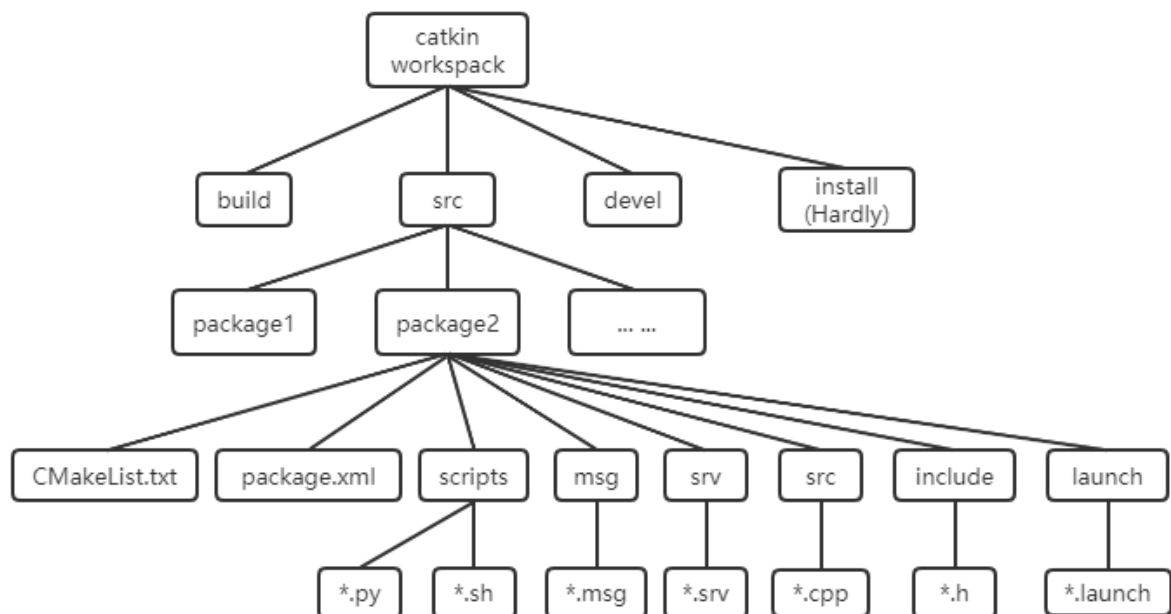 catkin
workspack
build
src
devel
install
(Hardly)
package1
package2
... ...
CMakeList.txt
package.xml
scripts
msg
srv
src
include
launch
*.py
*.sh
*.msg
*.srv
*.cpp
*.h
*.launch